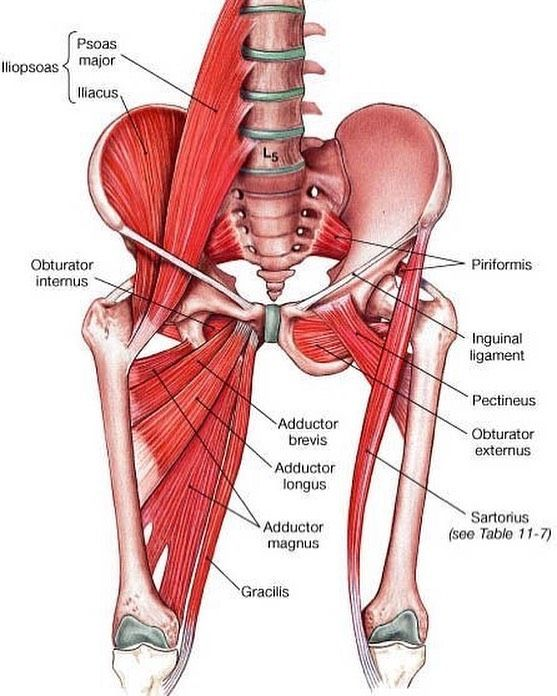 Psoas
major
Iliopsoas
Iliacus
L5
Obturator
internus
Piriformis
Inguinal
ligament
Pectineus
Adductor
brevis
Obturator
externus
Adductor
longus
Sartorius
(see Table 11-7)
Adductor
magnus
Gracilis